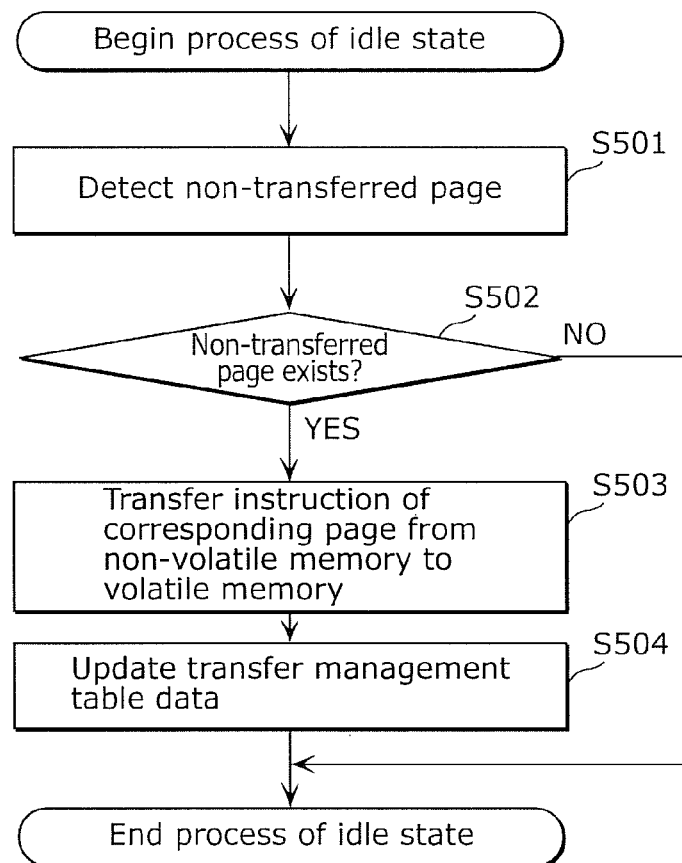 Begin process of idle state
S501
Detect non-transferred page
S502
Non-transferred
page exists?
NO
YES
S503
Transfer instruction of
corresponding page from
non-volatile memory to
volatile memory
S504
Update transfer management
table data
End process of idle state